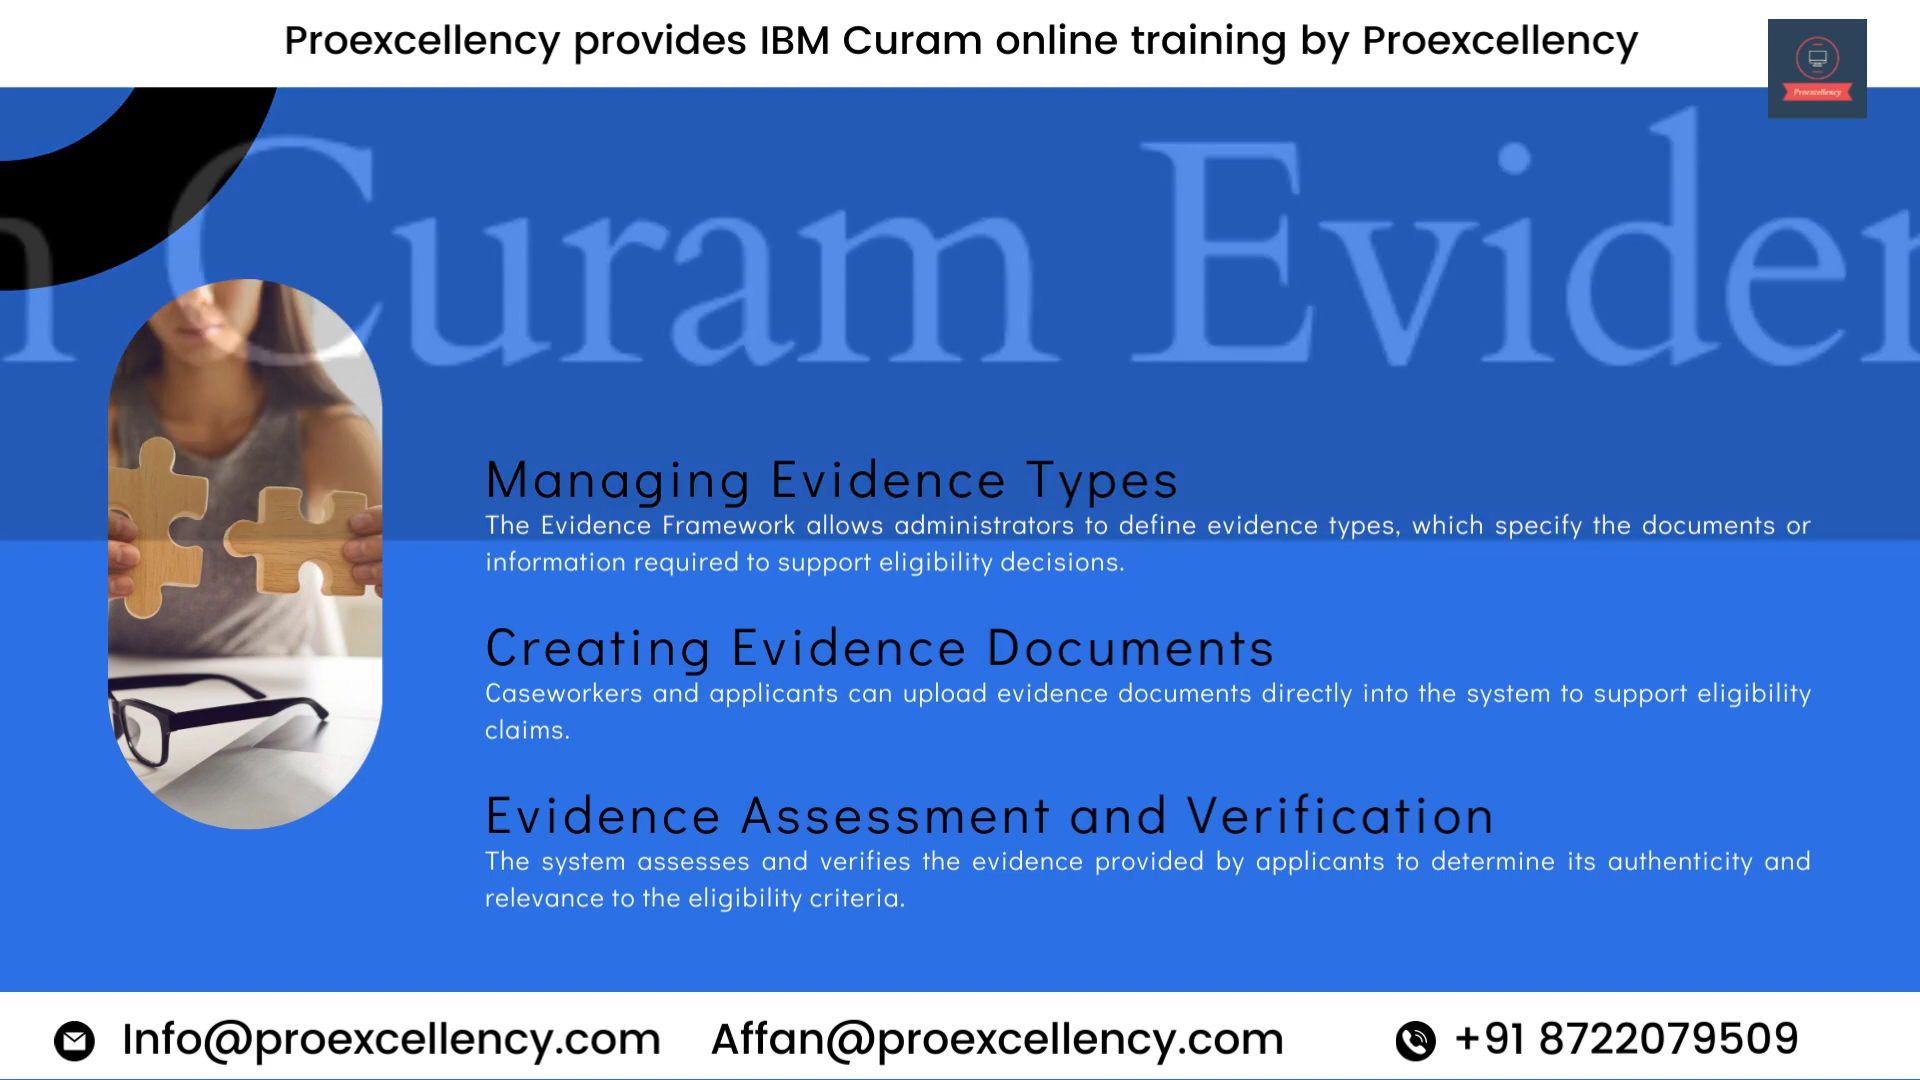 Proexcellency provides IBM Curam online training by Proexcellency
Proexcellency
Curam
Managing Evidence Types
The Evidence Framework allows administrators to define evidence types, which specify the documents or
information required to support eligibility decisions.
Creating Evidence Documents
Caseworkers and applicants can upload evidence documents directly into the system to support eligibility
claims.
Evidence Assessment and Verification
The system assesses and verifies the evidence provided by applicants to determine its authenticity and
relevance to the eligibility criteria.
Info@proexcellency.com Affan@proexcellency.com +91 8722079509